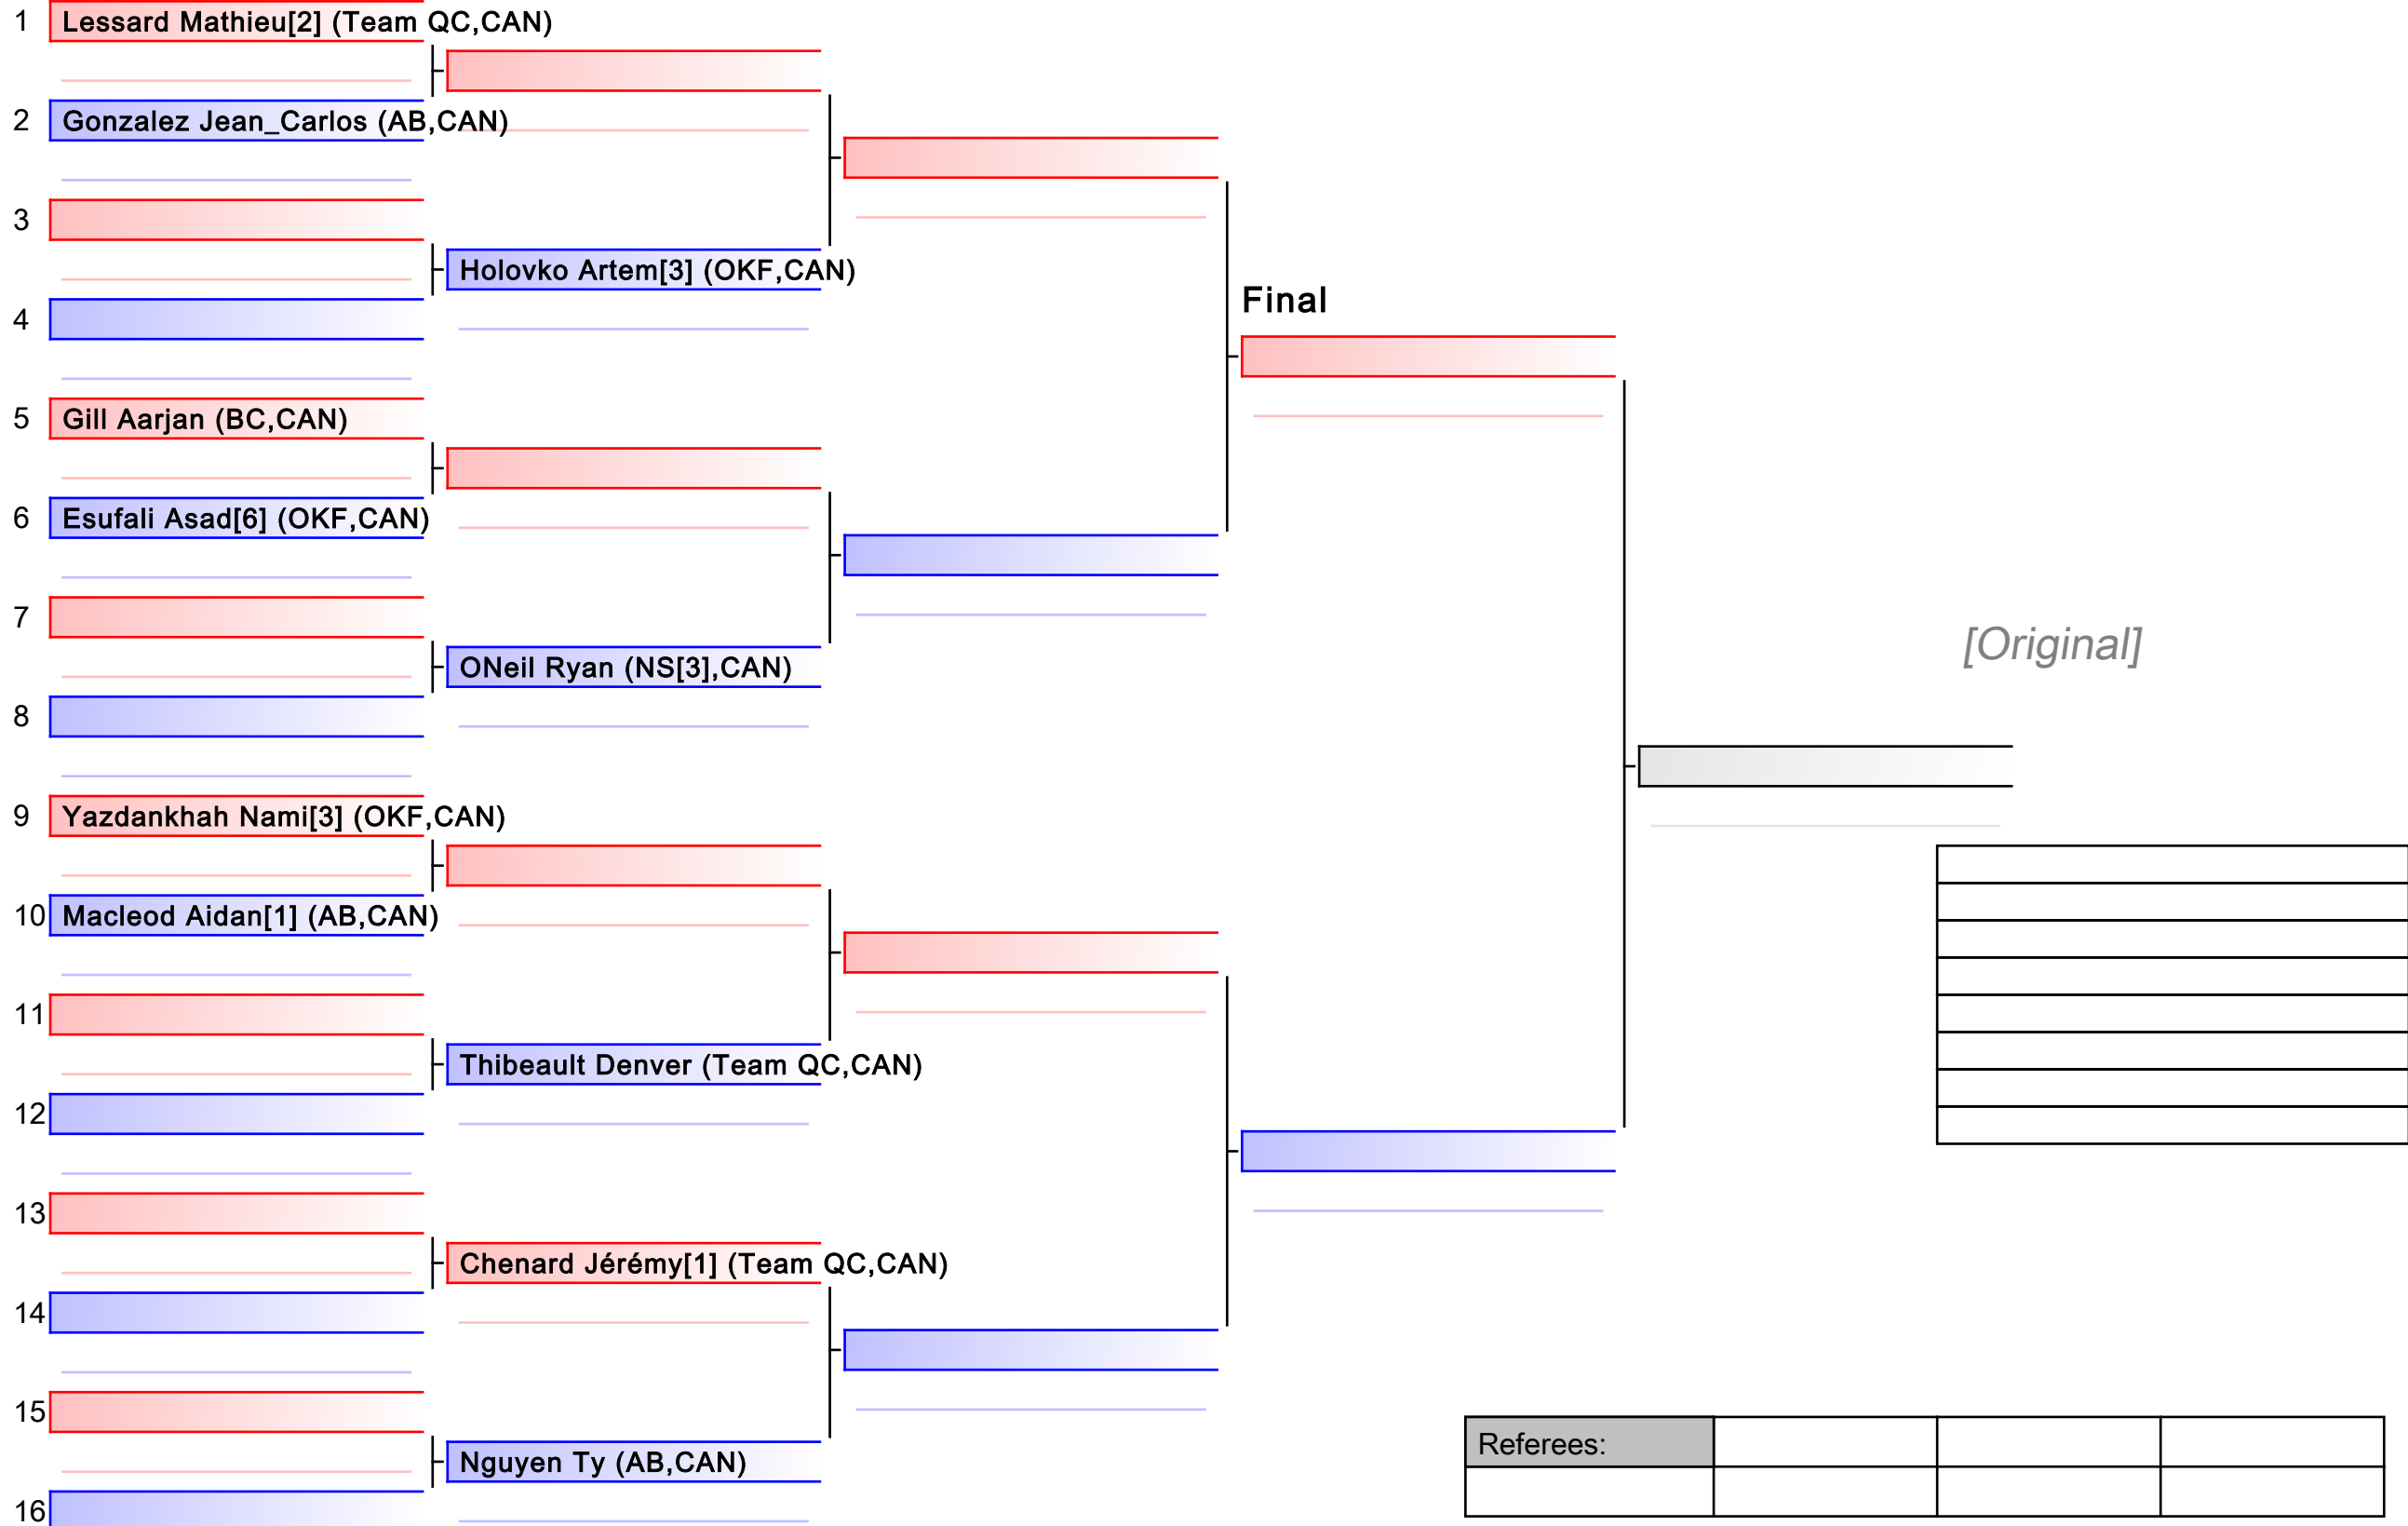 1 Lessard Mathieu[2] (Team QC,CAN)
2 Gonzalez Jean_Carlos (AB,CAN)
3
Holovko Artem[3] (OKF,CAN)
4
Final
5 Gill Aarjan (BC,CAN)
6 Esufali Asad[6] (OKF,CAN)
7
[Original]
ONeil Ryan (NS[3],CAN)
8
9 Yazdankhah Nami[3] (OKF,CAN)
10 Macleod Aidan[1] (AB,CAN)
11
Thibeault Denver (Team QC,CAN)
12
13
Chenard Jérémy[1] (Team QC,CAN)
14
15
Referees:
Nguyen Ty (AB,CAN)
16